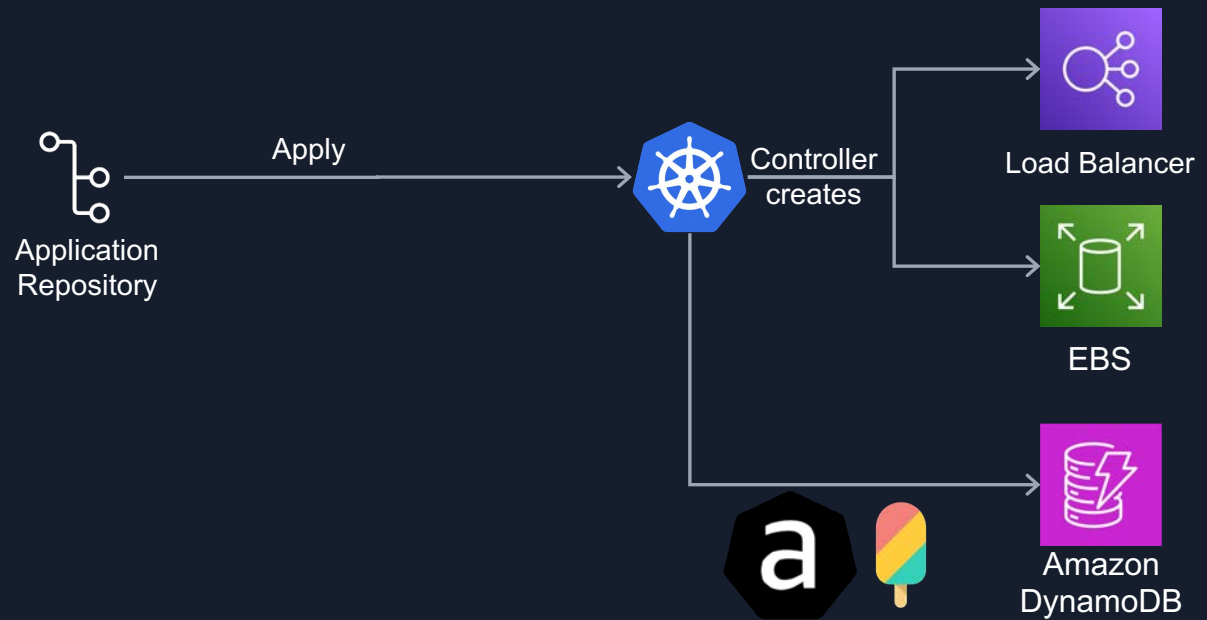 Apply
Application
Repository
Controller
creates
Load Balancer
EBS
a
Amazon
DynamoDB